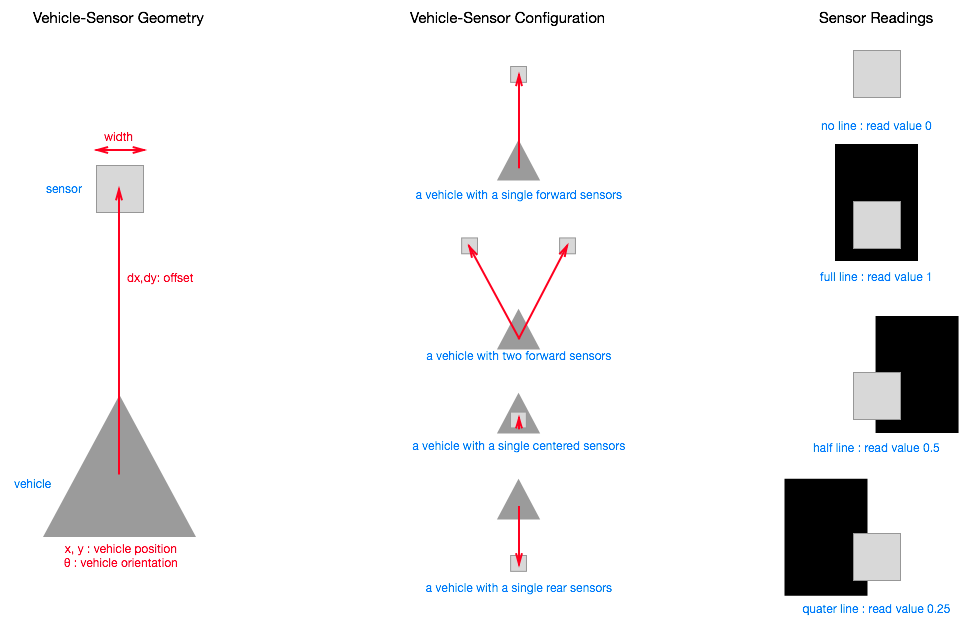 Vehicle-Sensor Geometry
width
sensor
dx,dy: offset
vehicle
x, y : vehicle position
θ : vehicle orientation
Vehicle-Sensor Configuration
a vehicle with a single forward sensors
a vehicle with two forward sensors
a vehicle with a single centered sensors
a vehicle with a single rear sensors
Sensor Readings
no line : read value 0
full line : read value 1
half line : read value 0.5
quater line : read value 0.25